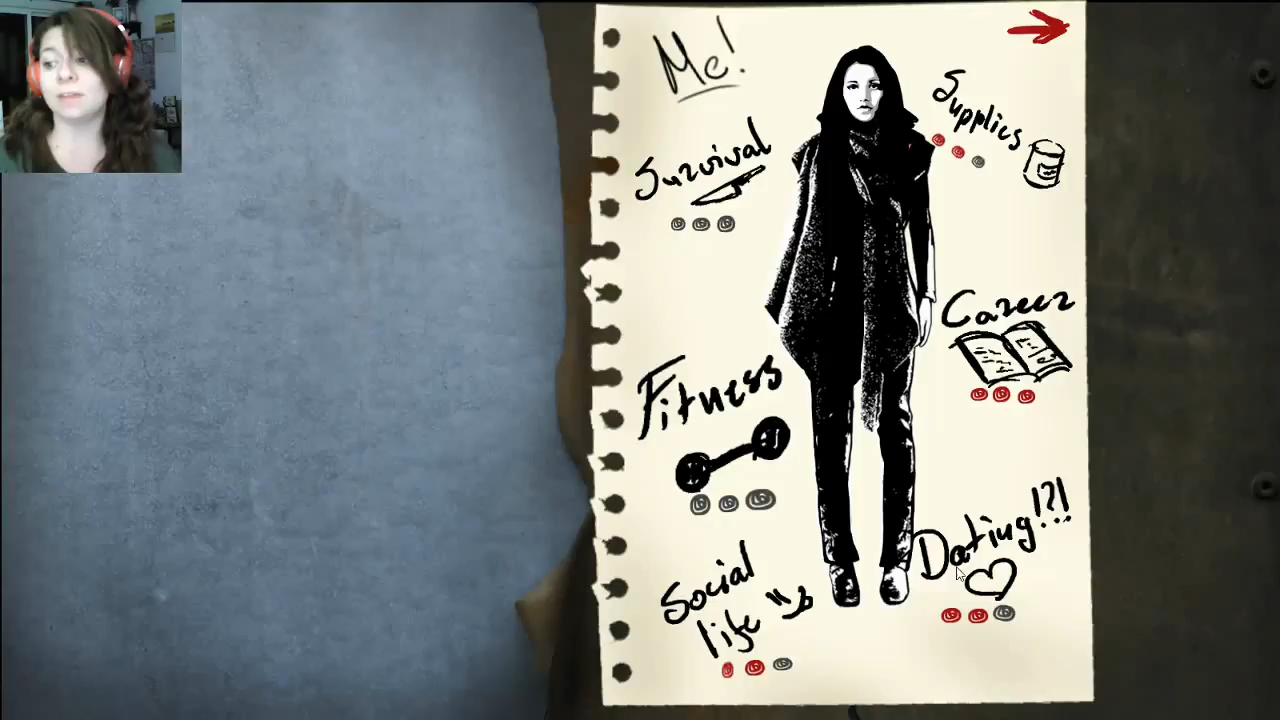 Me!
Supplies
Survival
Career
Fitness
Dating!?!
Social
life